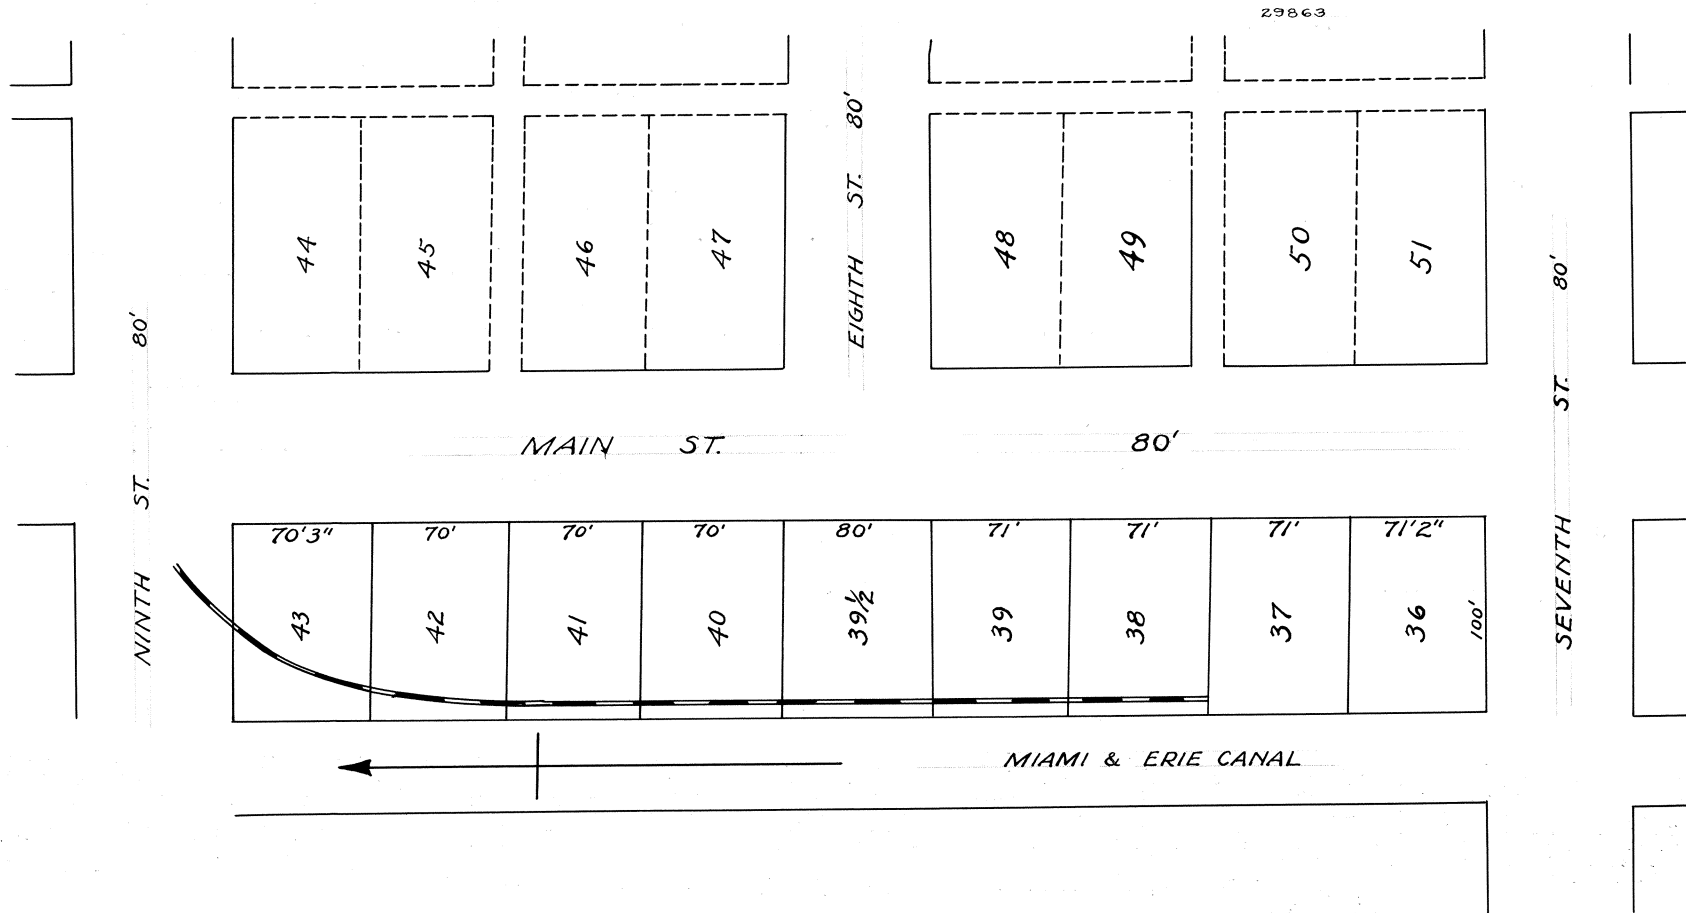 29863
44 45 46 47 48 49 50 51
EIGHTH ST. 80'
NINTH ST. 80'
SEVENTH ST. 80'
MAIN ST. 80'
70'3" 70' 70' 70' 80' 71' 71' 71' 71'2"
43 42 41 40 39½ 39 38 37 36 100'
MIAMI & ERIE CANAL